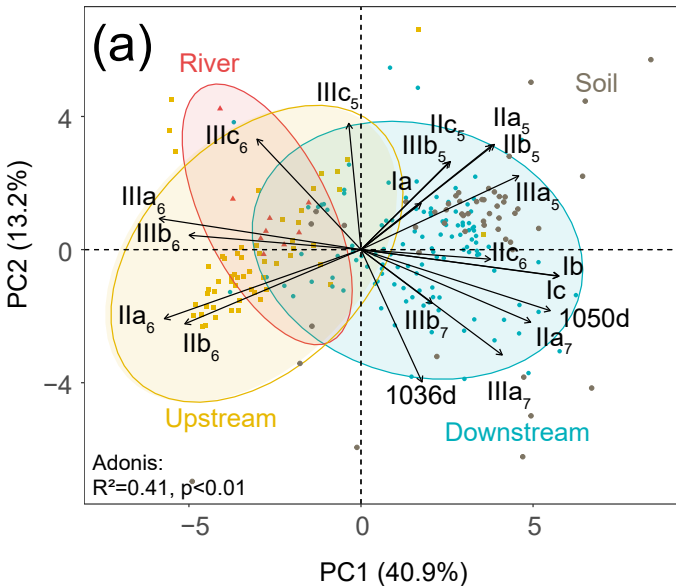 (a)
River
Soil
IIIc5
IIIc6
IIc5
IIIb5
IIa5
IIb5
Ia
IIIa5
IIIa6
IIIb6
IIc6
Ib
Ic
IIa6
IIb6
IIIb7
1050d
IIa7
IIIa7
1036d
Upstream
Downstream
Adonis:
R²=0.41, p<0.01
4
0
−4
−5
0
5
PC2 (13.2%)
PC1 (40.9%)